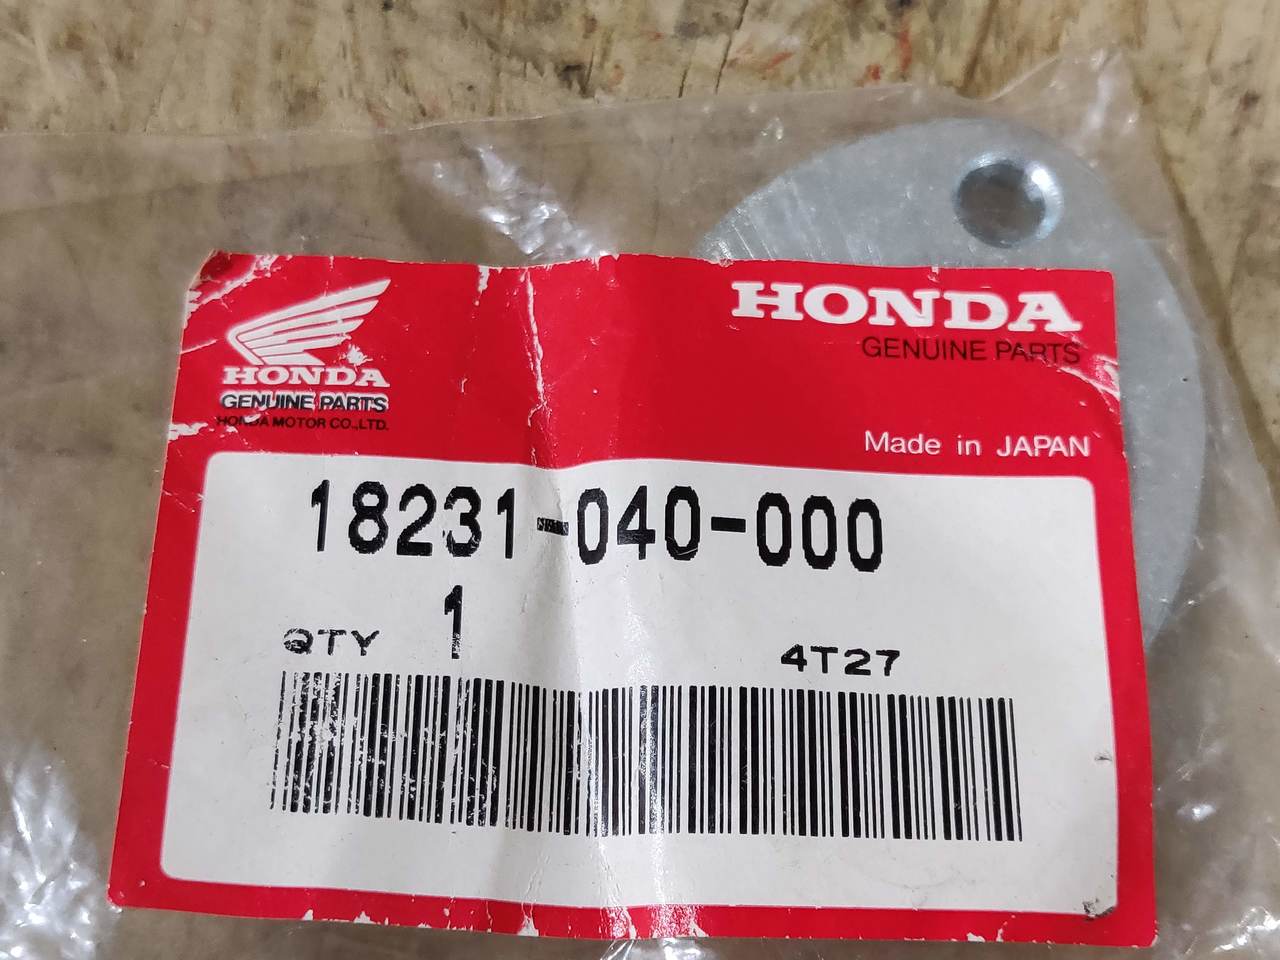 HONDA
GENUINE PARTS
HONDA
GENUINE PARTS
HONDA MOTOR CO.,LTD.
Made in JAPAN
18231-040-000
QTY 1
4T27